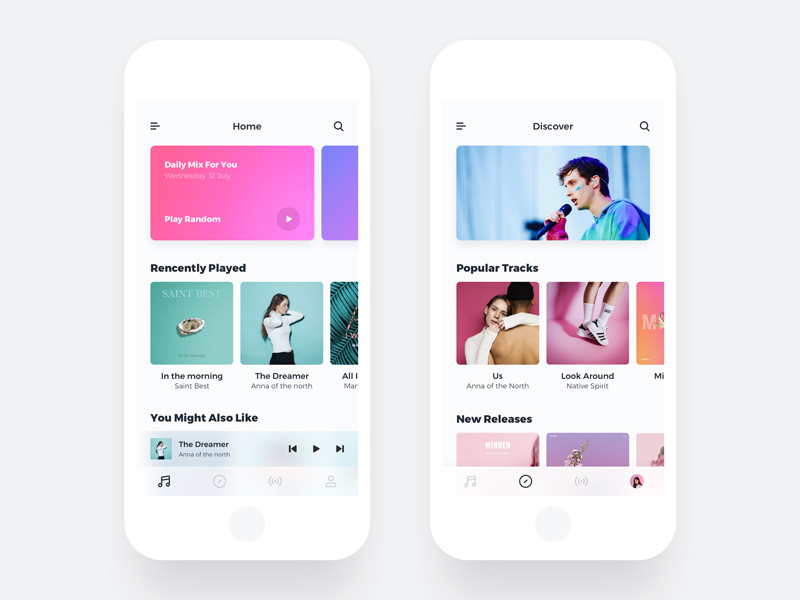 Home
Daily Mix For You
Wednesday. 12 July
Play Random
Rencently Played
SAINT BEST
In the morning
Saint Best
The Dreamer
Anna of the north
All I
Mar
You Might Also Like
The Dreamer
Anna of the north
Discover
Popular Tracks
Us
Anna of the North
Look Around
Native Spirit
Mi
New Releases
MINDEN